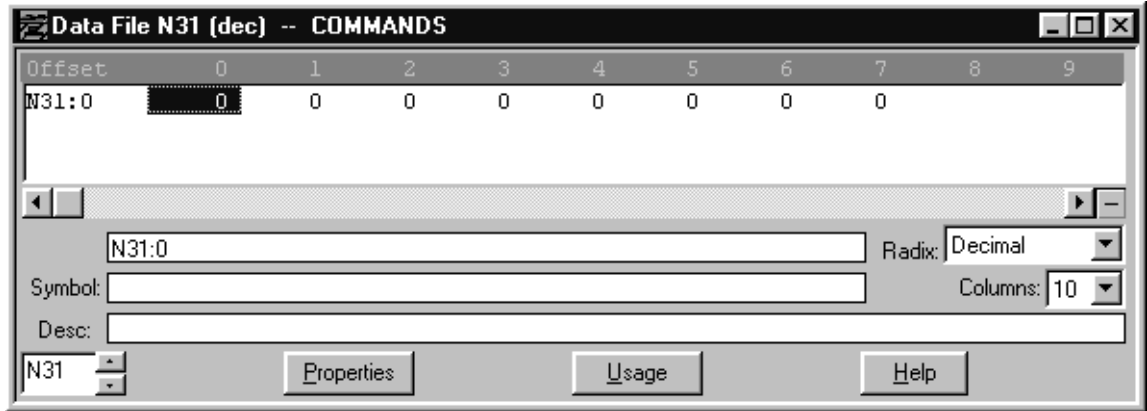 Data File N31 (dec) -- COMMANDS
Offset 0 1 2 3 4 5 6 7 8 9
N31:0 0 0 0 0 0 0 0 0
N31:0 Radix: Decimal
Symbol: Columns: 10
Desc:
N31 Properties Usage Help